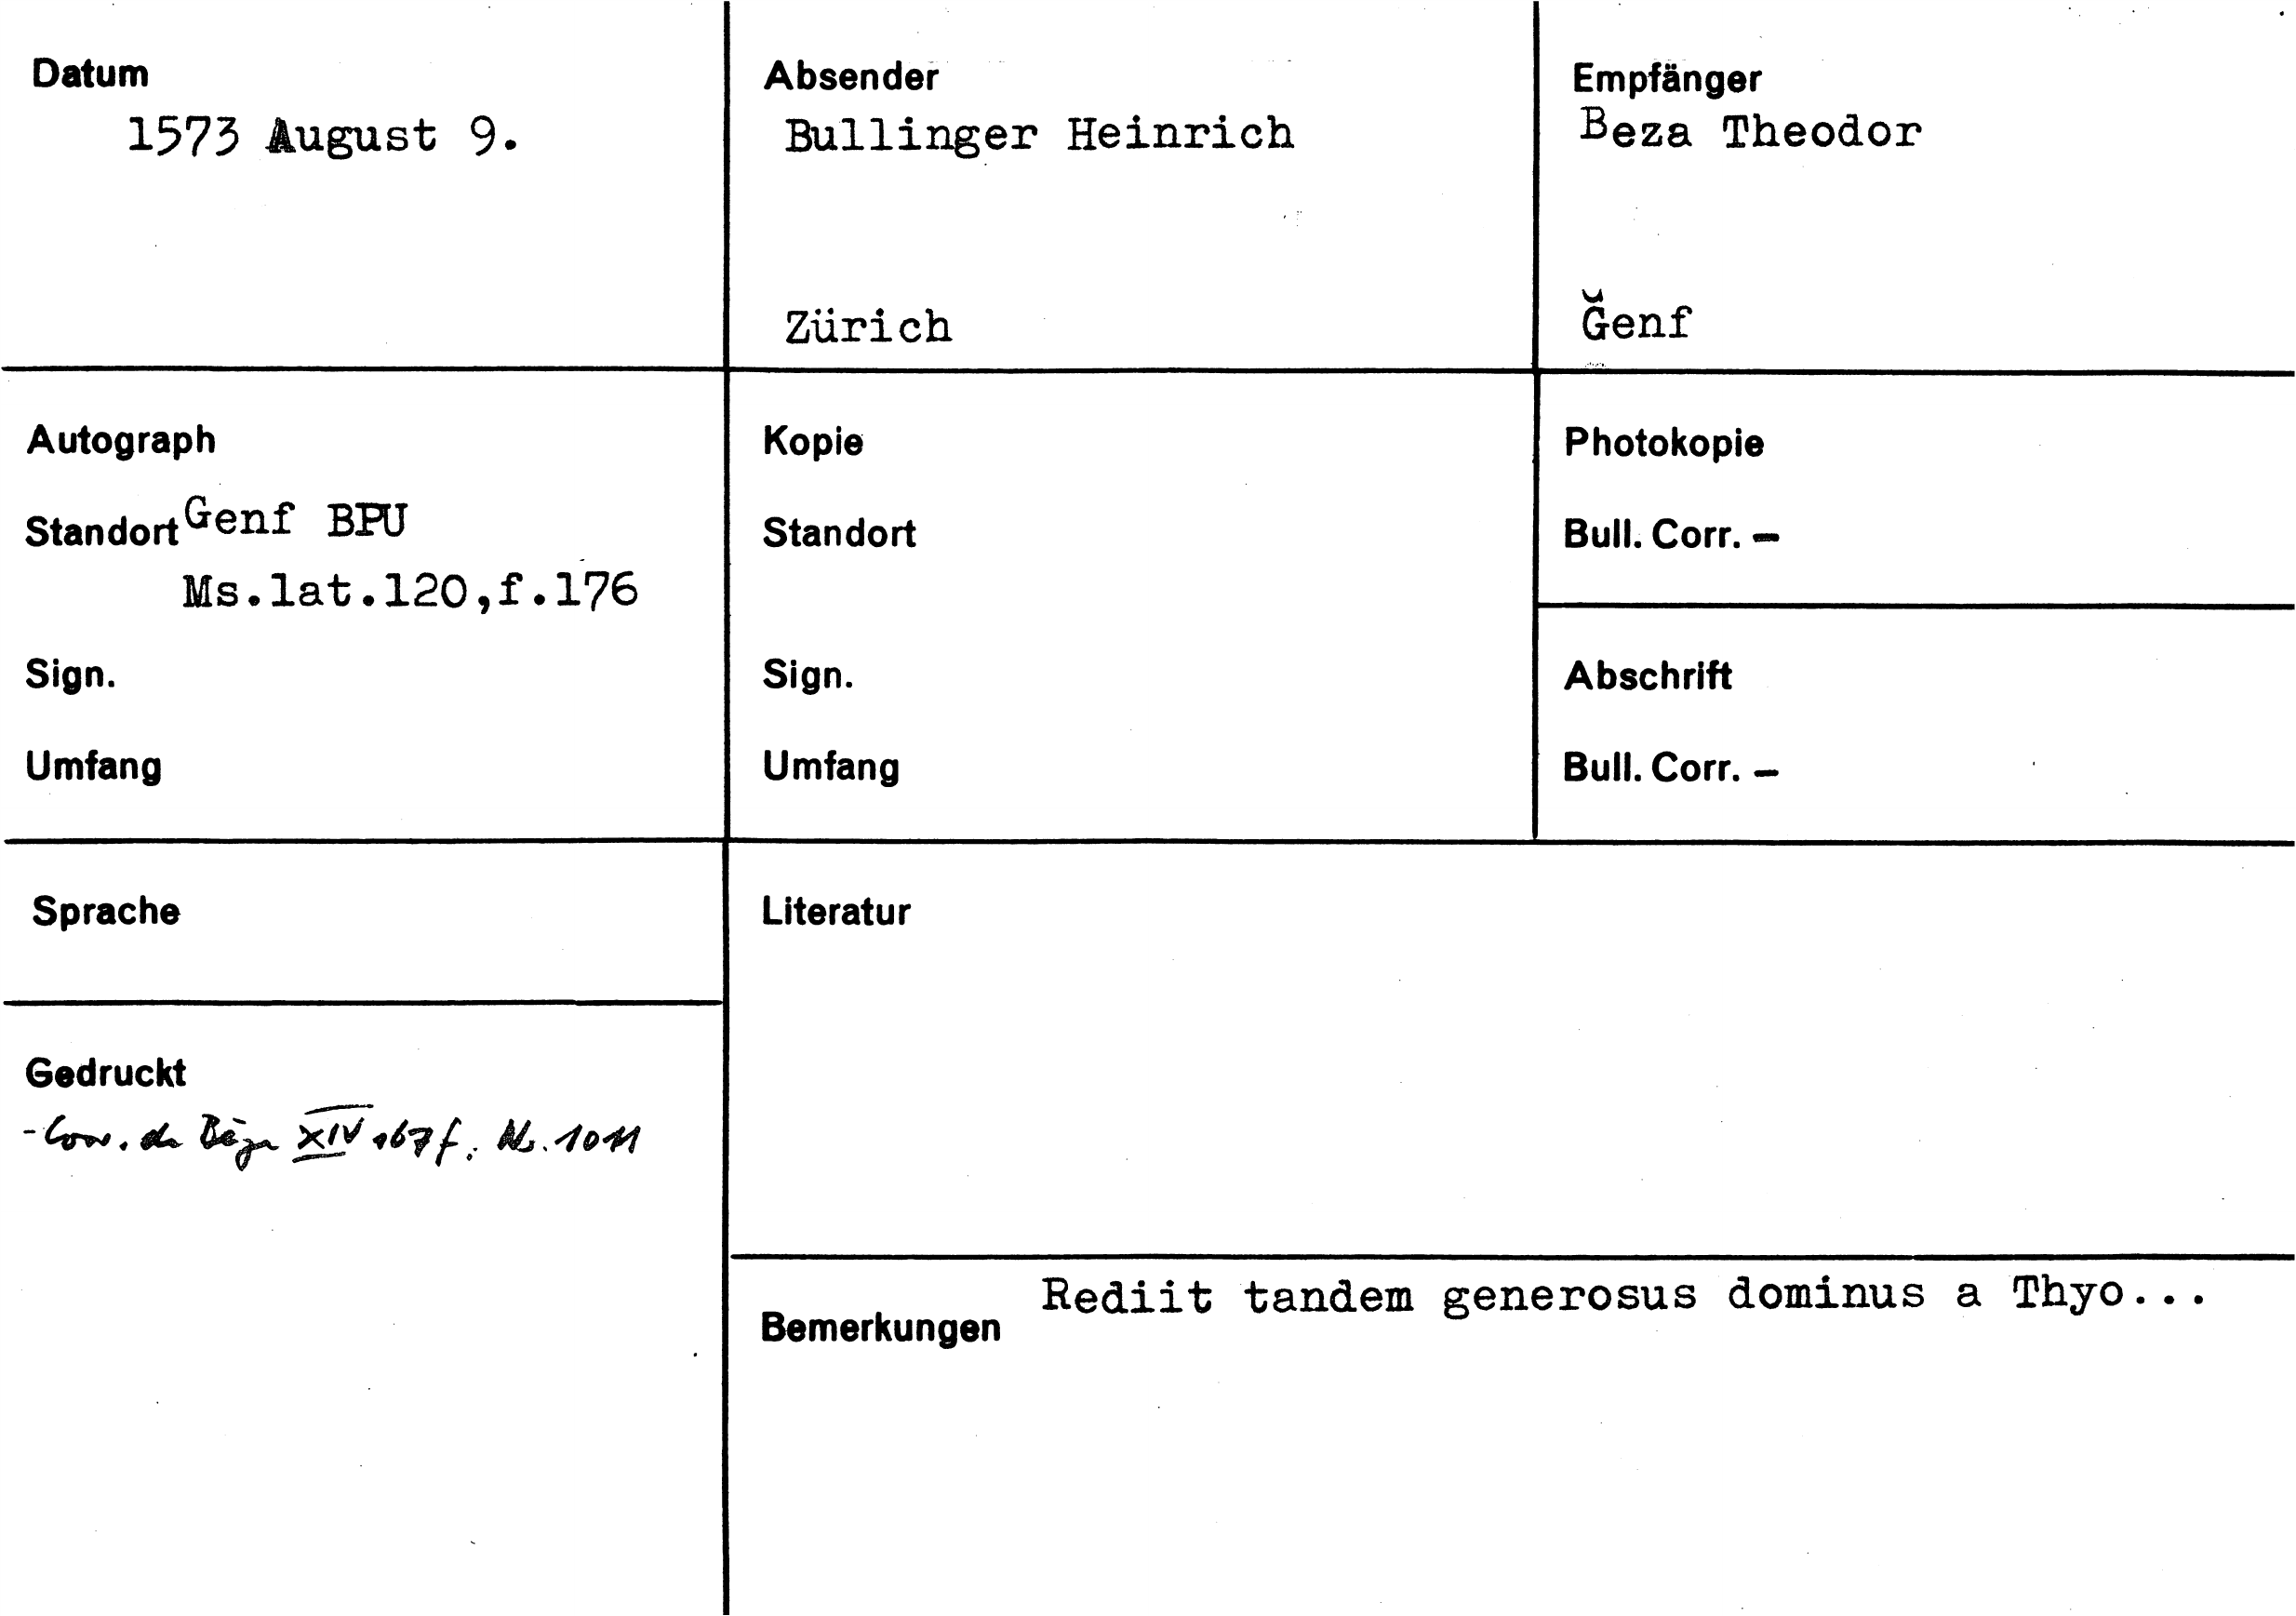 Datum
1573 August 9.
Absender
Bullinger Heinrich
Zürich
Empfänger
Beza Theodor
Genf
Autograph
Standort Genf BPU
Ms.lat.120,f.176
Sign.
Umfang
Kopie
Standort
Sign.
Umfang
Photokopie
Bull. Corr. –
Abschrift
Bull. Corr. –
Sprache
Gedruckt
- Corr. de Bèze XIV 167f. Nr. 1011
Literatur
Bemerkungen Rediit tandem generosus dominus a Thyo...